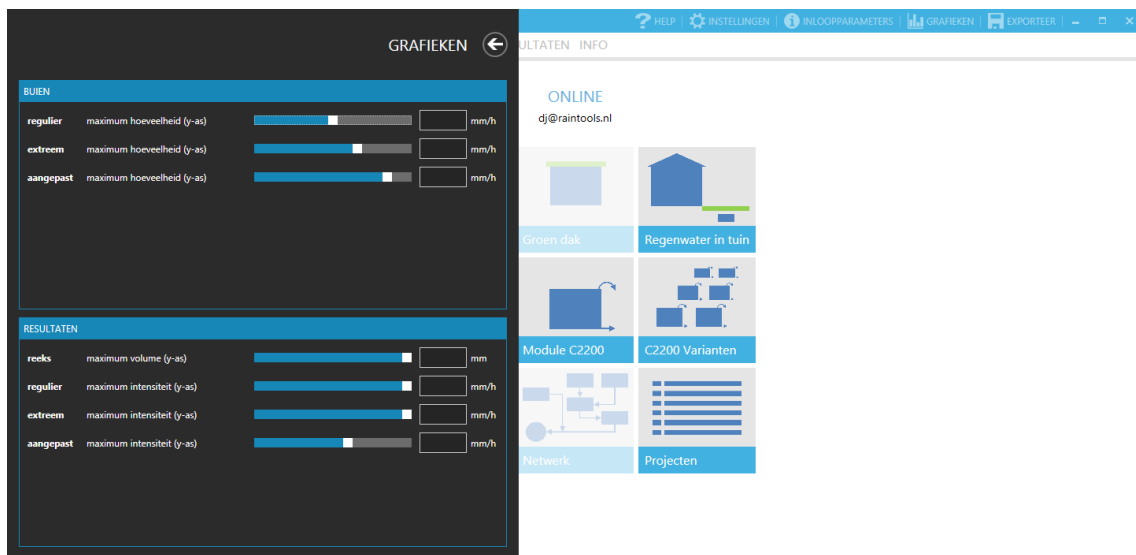 HELP | INSTELLINGEN | INLOOPPARAMETERS | GRAFIEKEN | EXPORTEER |
GRAFIEKEN
ULTATEN INFO
BUIEN
regulier maximum hoeveelheid (y-as) mm/h
extreem maximum hoeveelheid (y-as) mm/h
aangepast maximum hoeveelheid (y-as) mm/h
RESULTATEN
reeks maximum volume (y-as) mm
regulier maximum intensiteit (y-as) mm/h
extreem maximum intensiteit (y-as) mm/h
aangepast maximum intensiteit (y-as) mm/h
ONLINE
dj@raintools.nl
Groen dak
Regenwater in tuin
Module C2200
C2200 Varianten
Netwerk
Projecten